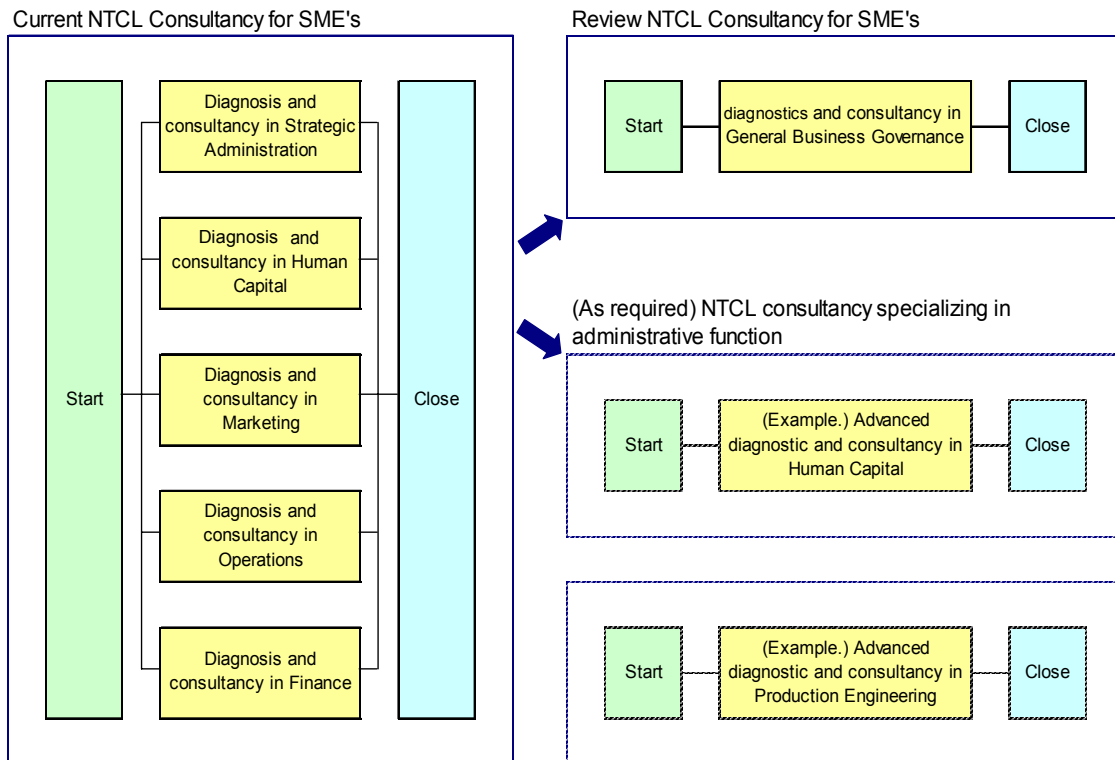 Current NTCL Consultancy for SME's
Start
Diagnosis and
consultancy in Strategic
Administration
Diagnosis and
consultancy in Human
Capital
Diagnosis and
consultancy in
Marketing
Diagnosis and
consultancy in
Operations
Diagnosis and
consultancy in Finance
Close
Review NTCL Consultancy for SME's
Start
diagnostics and consultancy in
General Business Governance
Close
(As required) NTCL consultancy specializing in
administrative function
Start
(Example.) Advanced
diagnostic and consultancy in
Human Capital
Close
Start
(Example.) Advanced
diagnostic and consultancy in
Production Engineering
Close